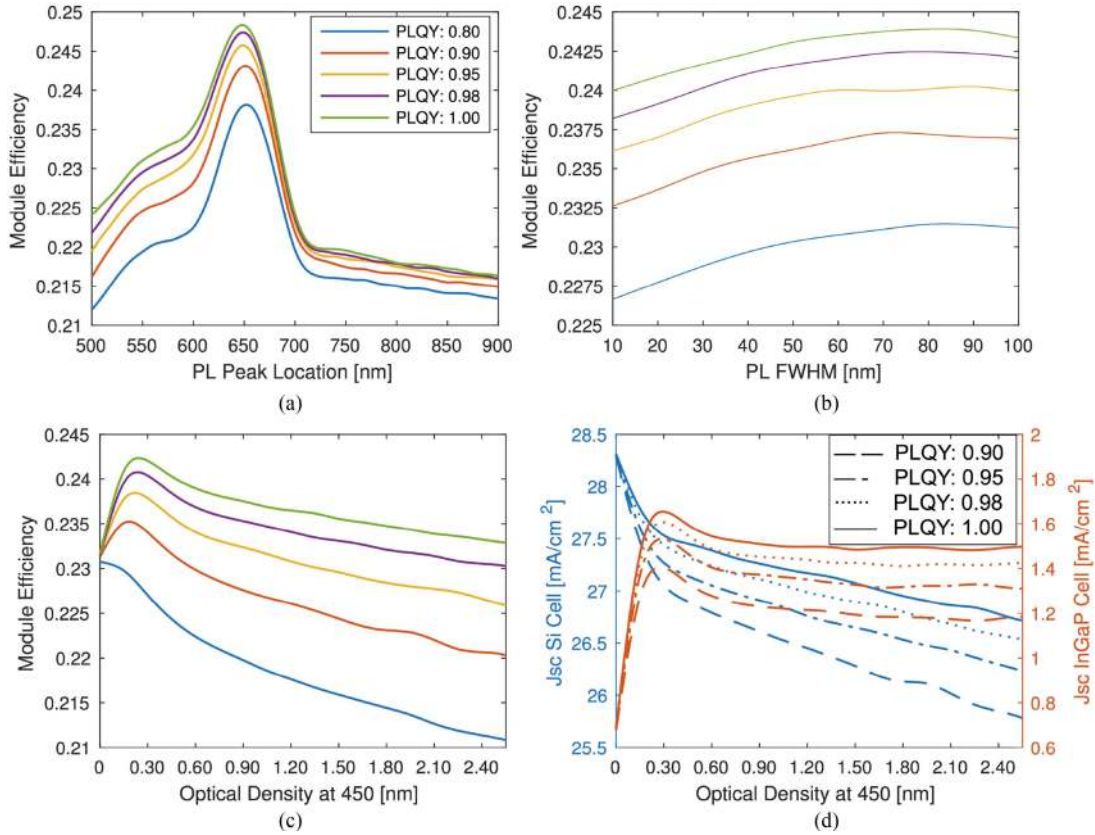 0.25
0.245
0.24
0.235
0.23
0.225
0.22
0.215
0.21
Module Efficiency
PLQY: 0.80
PLQY: 0.90
PLQY: 0.95
PLQY: 0.98
PLQY: 1.00
500 550 600 650 700 750 800 850 900
PL Peak Location [nm]
(a)
0.245
0.2425
0.24
0.2375
0.235
0.2325
0.23
0.2275
0.225
Module Efficiency
10 20 30 40 50 60 70 80 90 100
PL FWHM [nm]
(b)
0.245
0.24
0.235
0.23
0.225
0.22
0.215
0.21
Module Efficiency
0 0.30 0.60 0.90 1.20 1.50 1.80 2.10 2.40
Optical Density at 450 [nm]
(c)
28.5
28
27.5
27
26.5
26
25.5
Jsc Si Cell [mA/cm 2]
PLQY: 0.90
PLQY: 0.95
PLQY: 0.98
PLQY: 1.00
2
1.8
1.6
1.4
1.2
1
0.8
0.6
Jsc InGaP Cell [mA/cm 2]
0 0.30 0.60 0.90 1.20 1.50 1.80 2.10 2.40
Optical Density at 450 [nm]
(d)